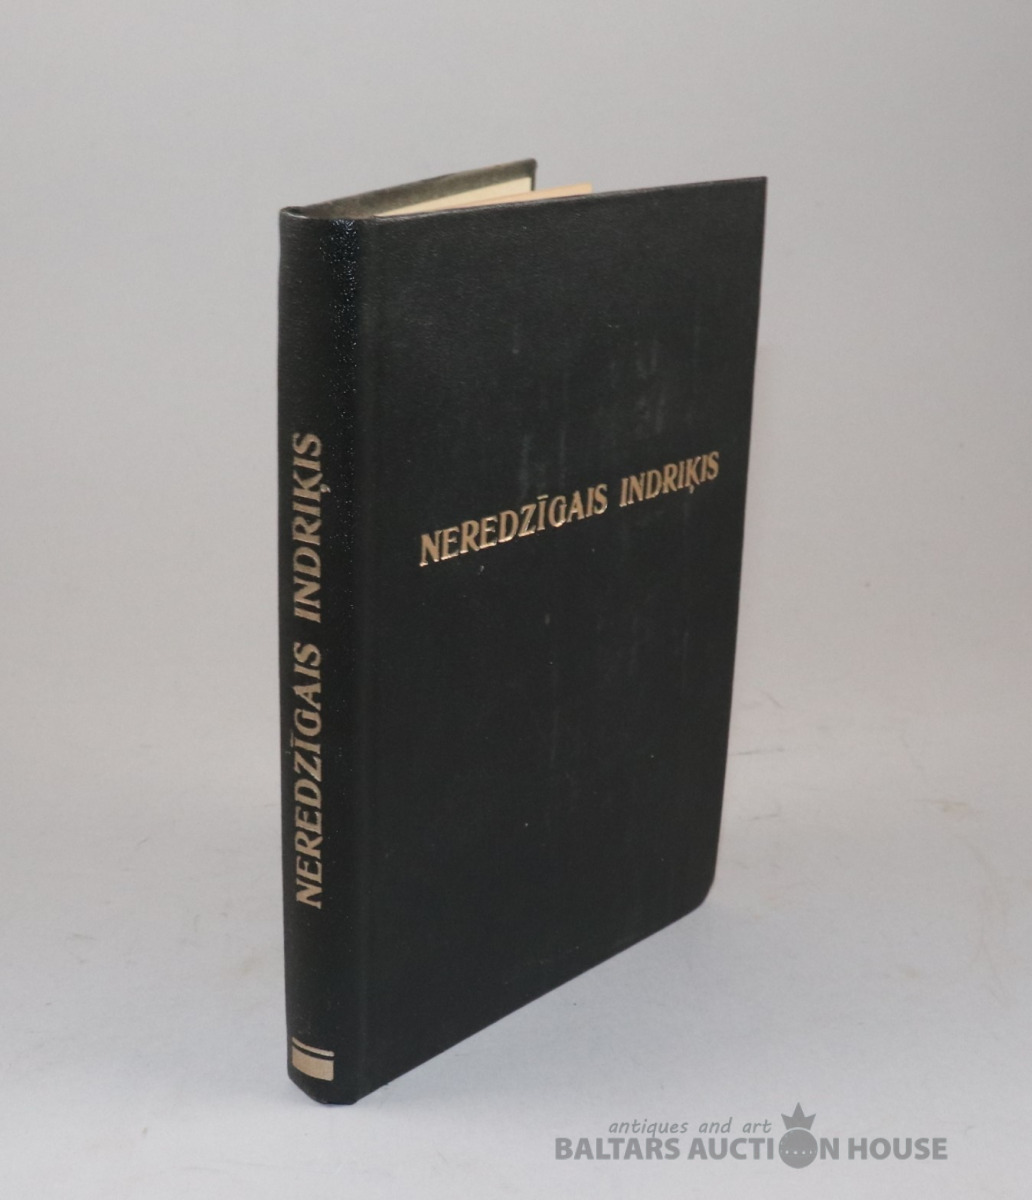 NEREDZĪGAIS INDRIĶIS
NEREDZĪGAIS INDRIĶIS
antiques and art
BALTARS AUCTION HOUSE